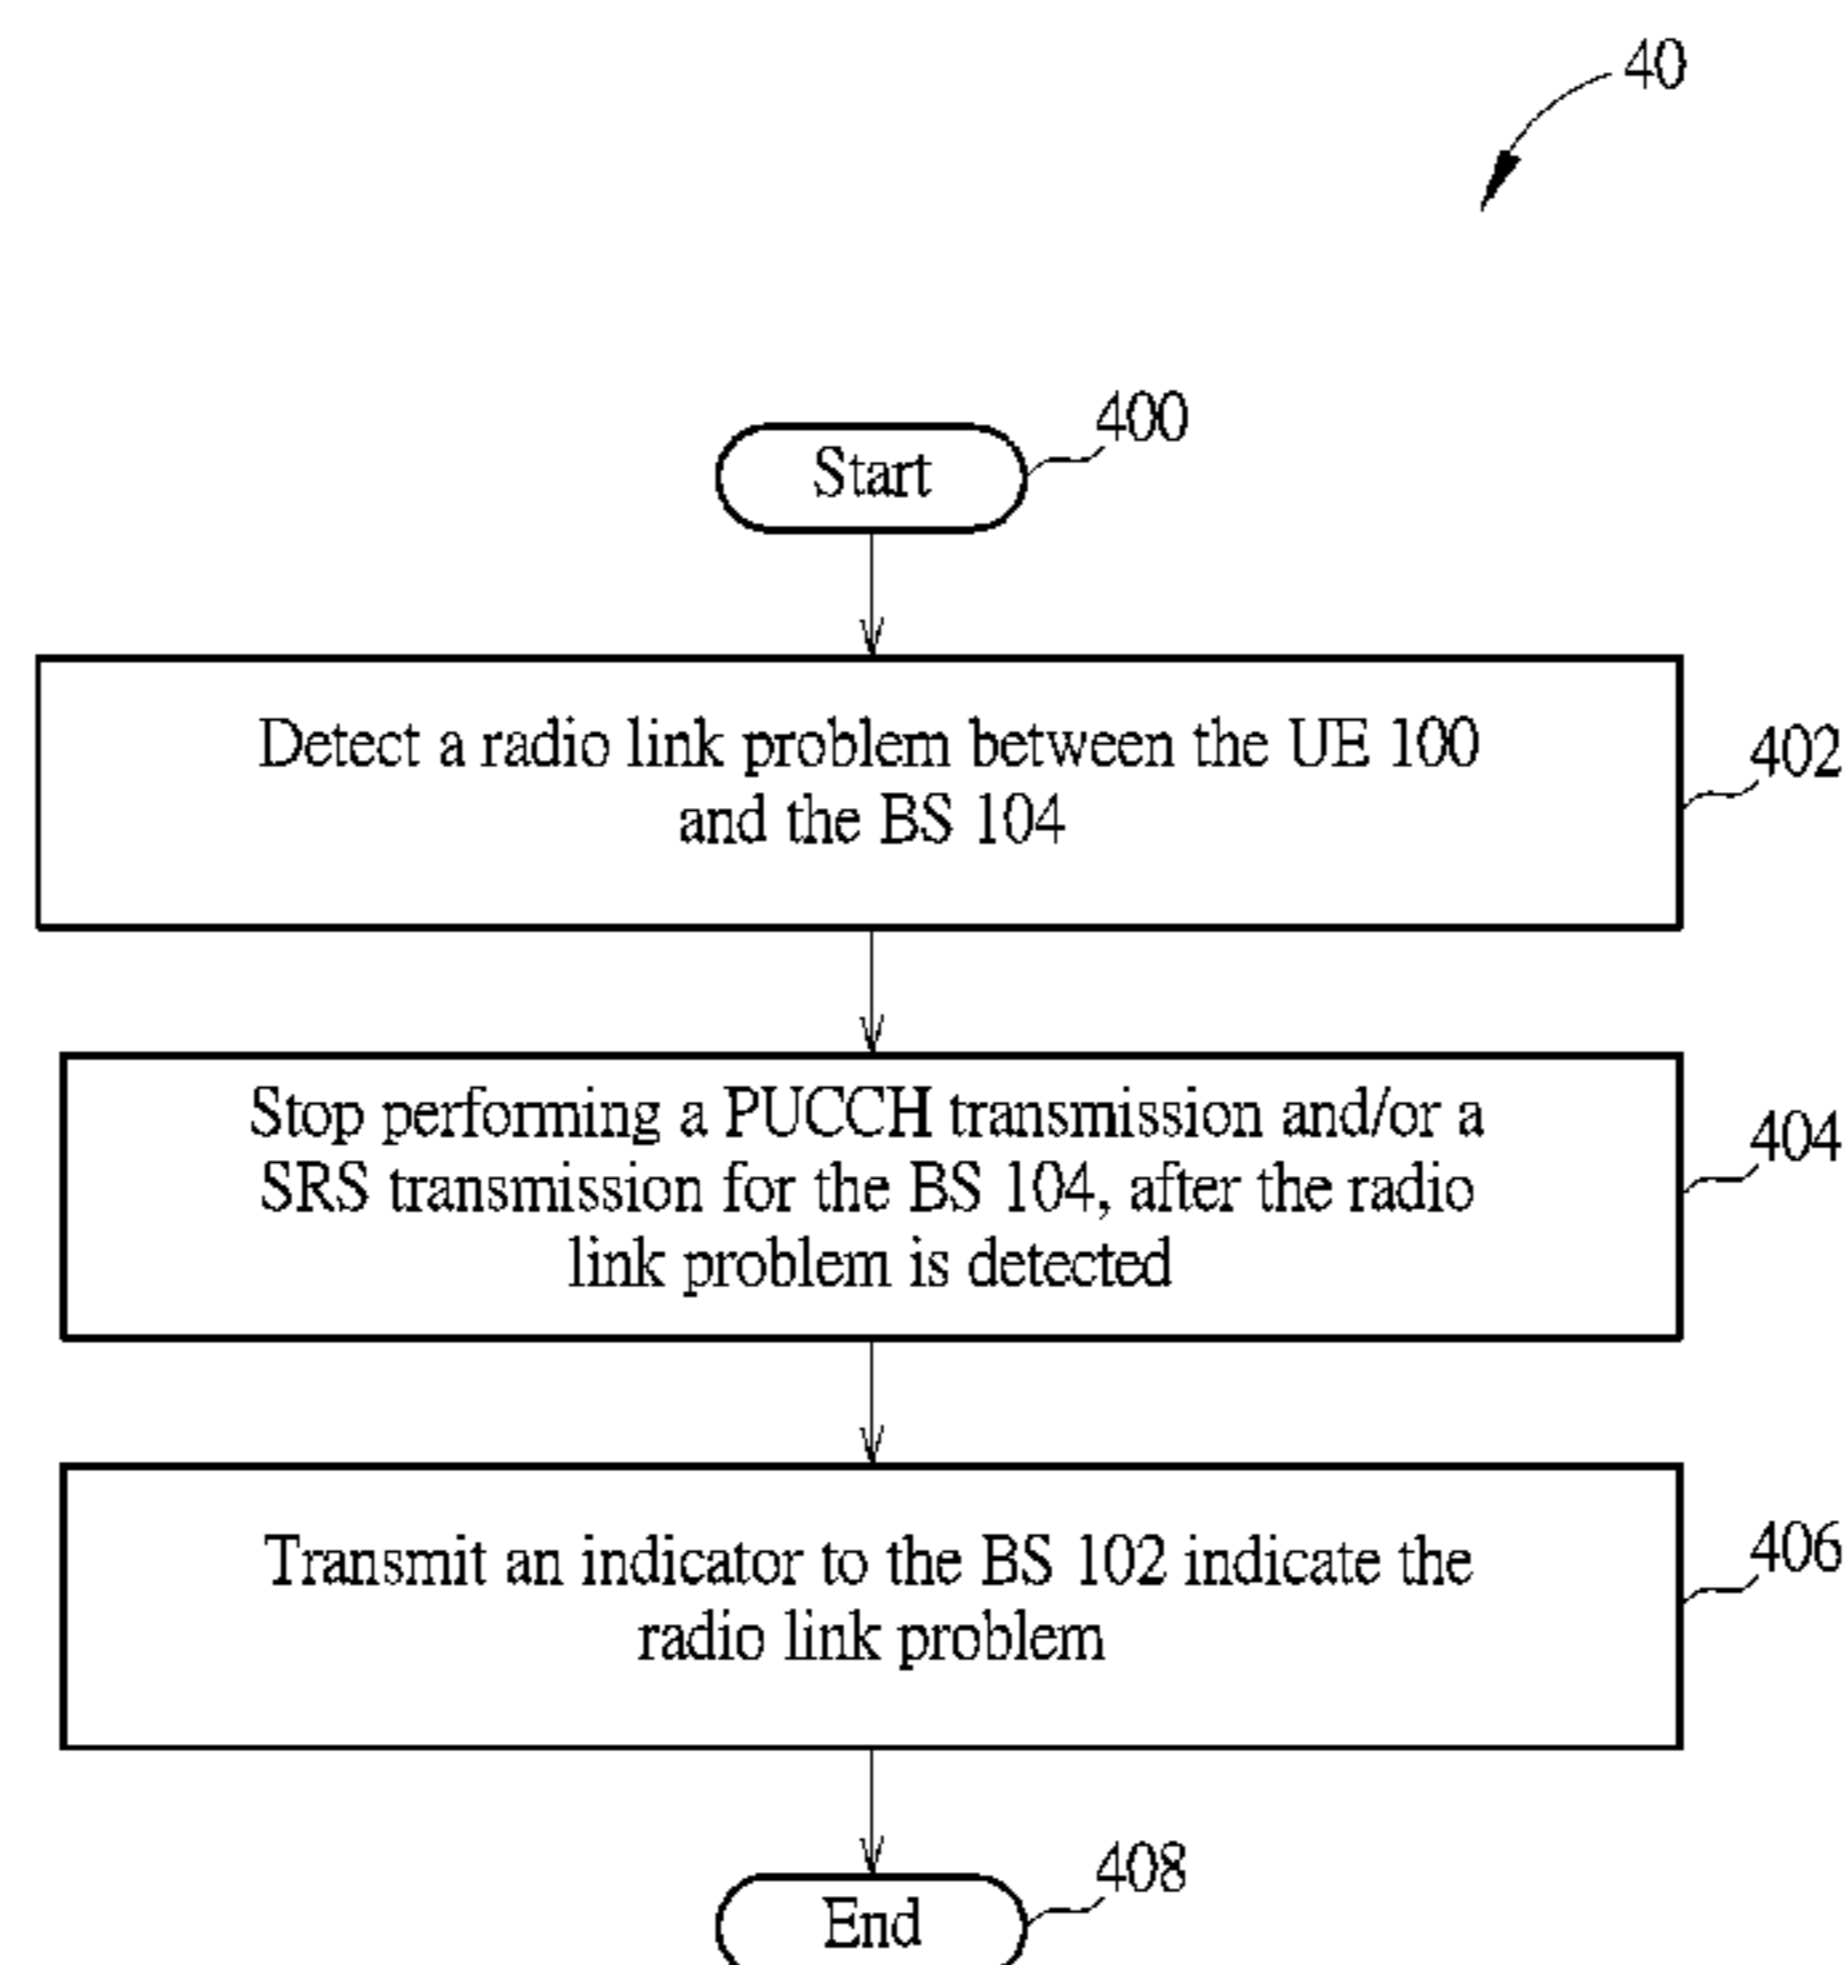 40
400
Start
Detect a radio link problem between the UE 100
and the BS 104
402
Stop performing a PUCCH transmission and/or a
SRS transmission for the BS 104, after the radio
link problem is detected
404
Transmit an indicator to the BS 102 indicate the
radio link problem
406
408
End